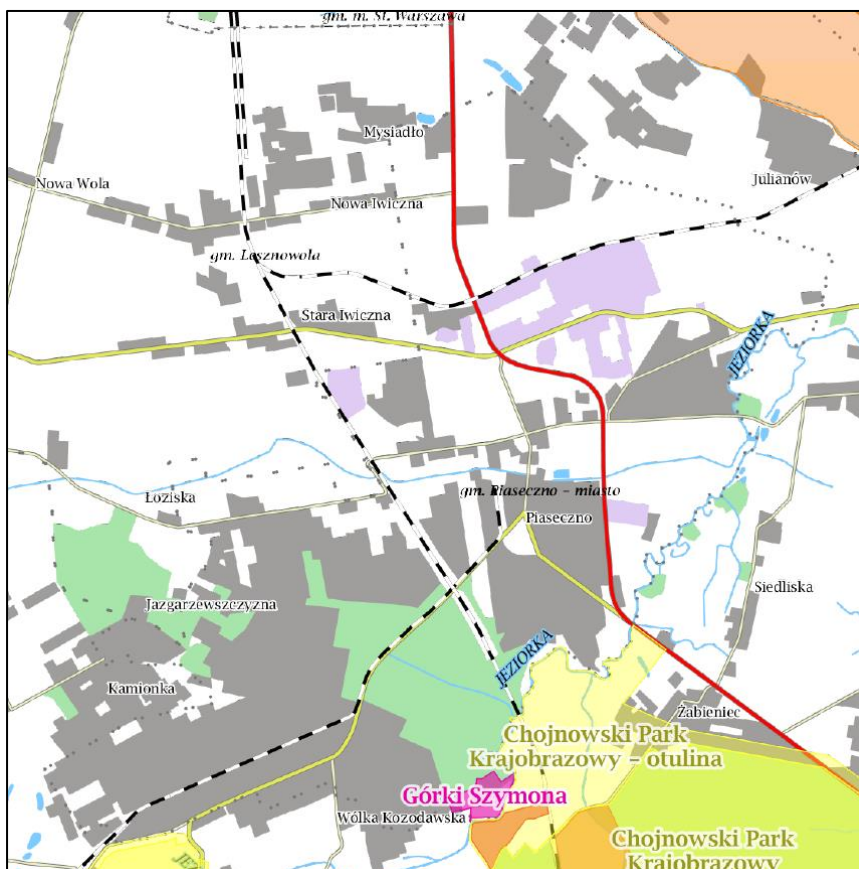 gm. m. St. Warszawa
Mysiadło
Julianów
Nowa Wola
Nowa Iwiczna
gm. Lesznowola
Stara Iwiczna
JEZIORKA
Łoziska
gm. Piaseczno – miasto
Piaseczno
Siedliska
Jazgarzewszczyzna
JEZIORKA
Kamionka
Żabieniec
Chojnowski Park
Krajobrazowy – otulina
Górki Szymona
Wólka Kozodawska
Chojnowski Park
Krajobrazowy